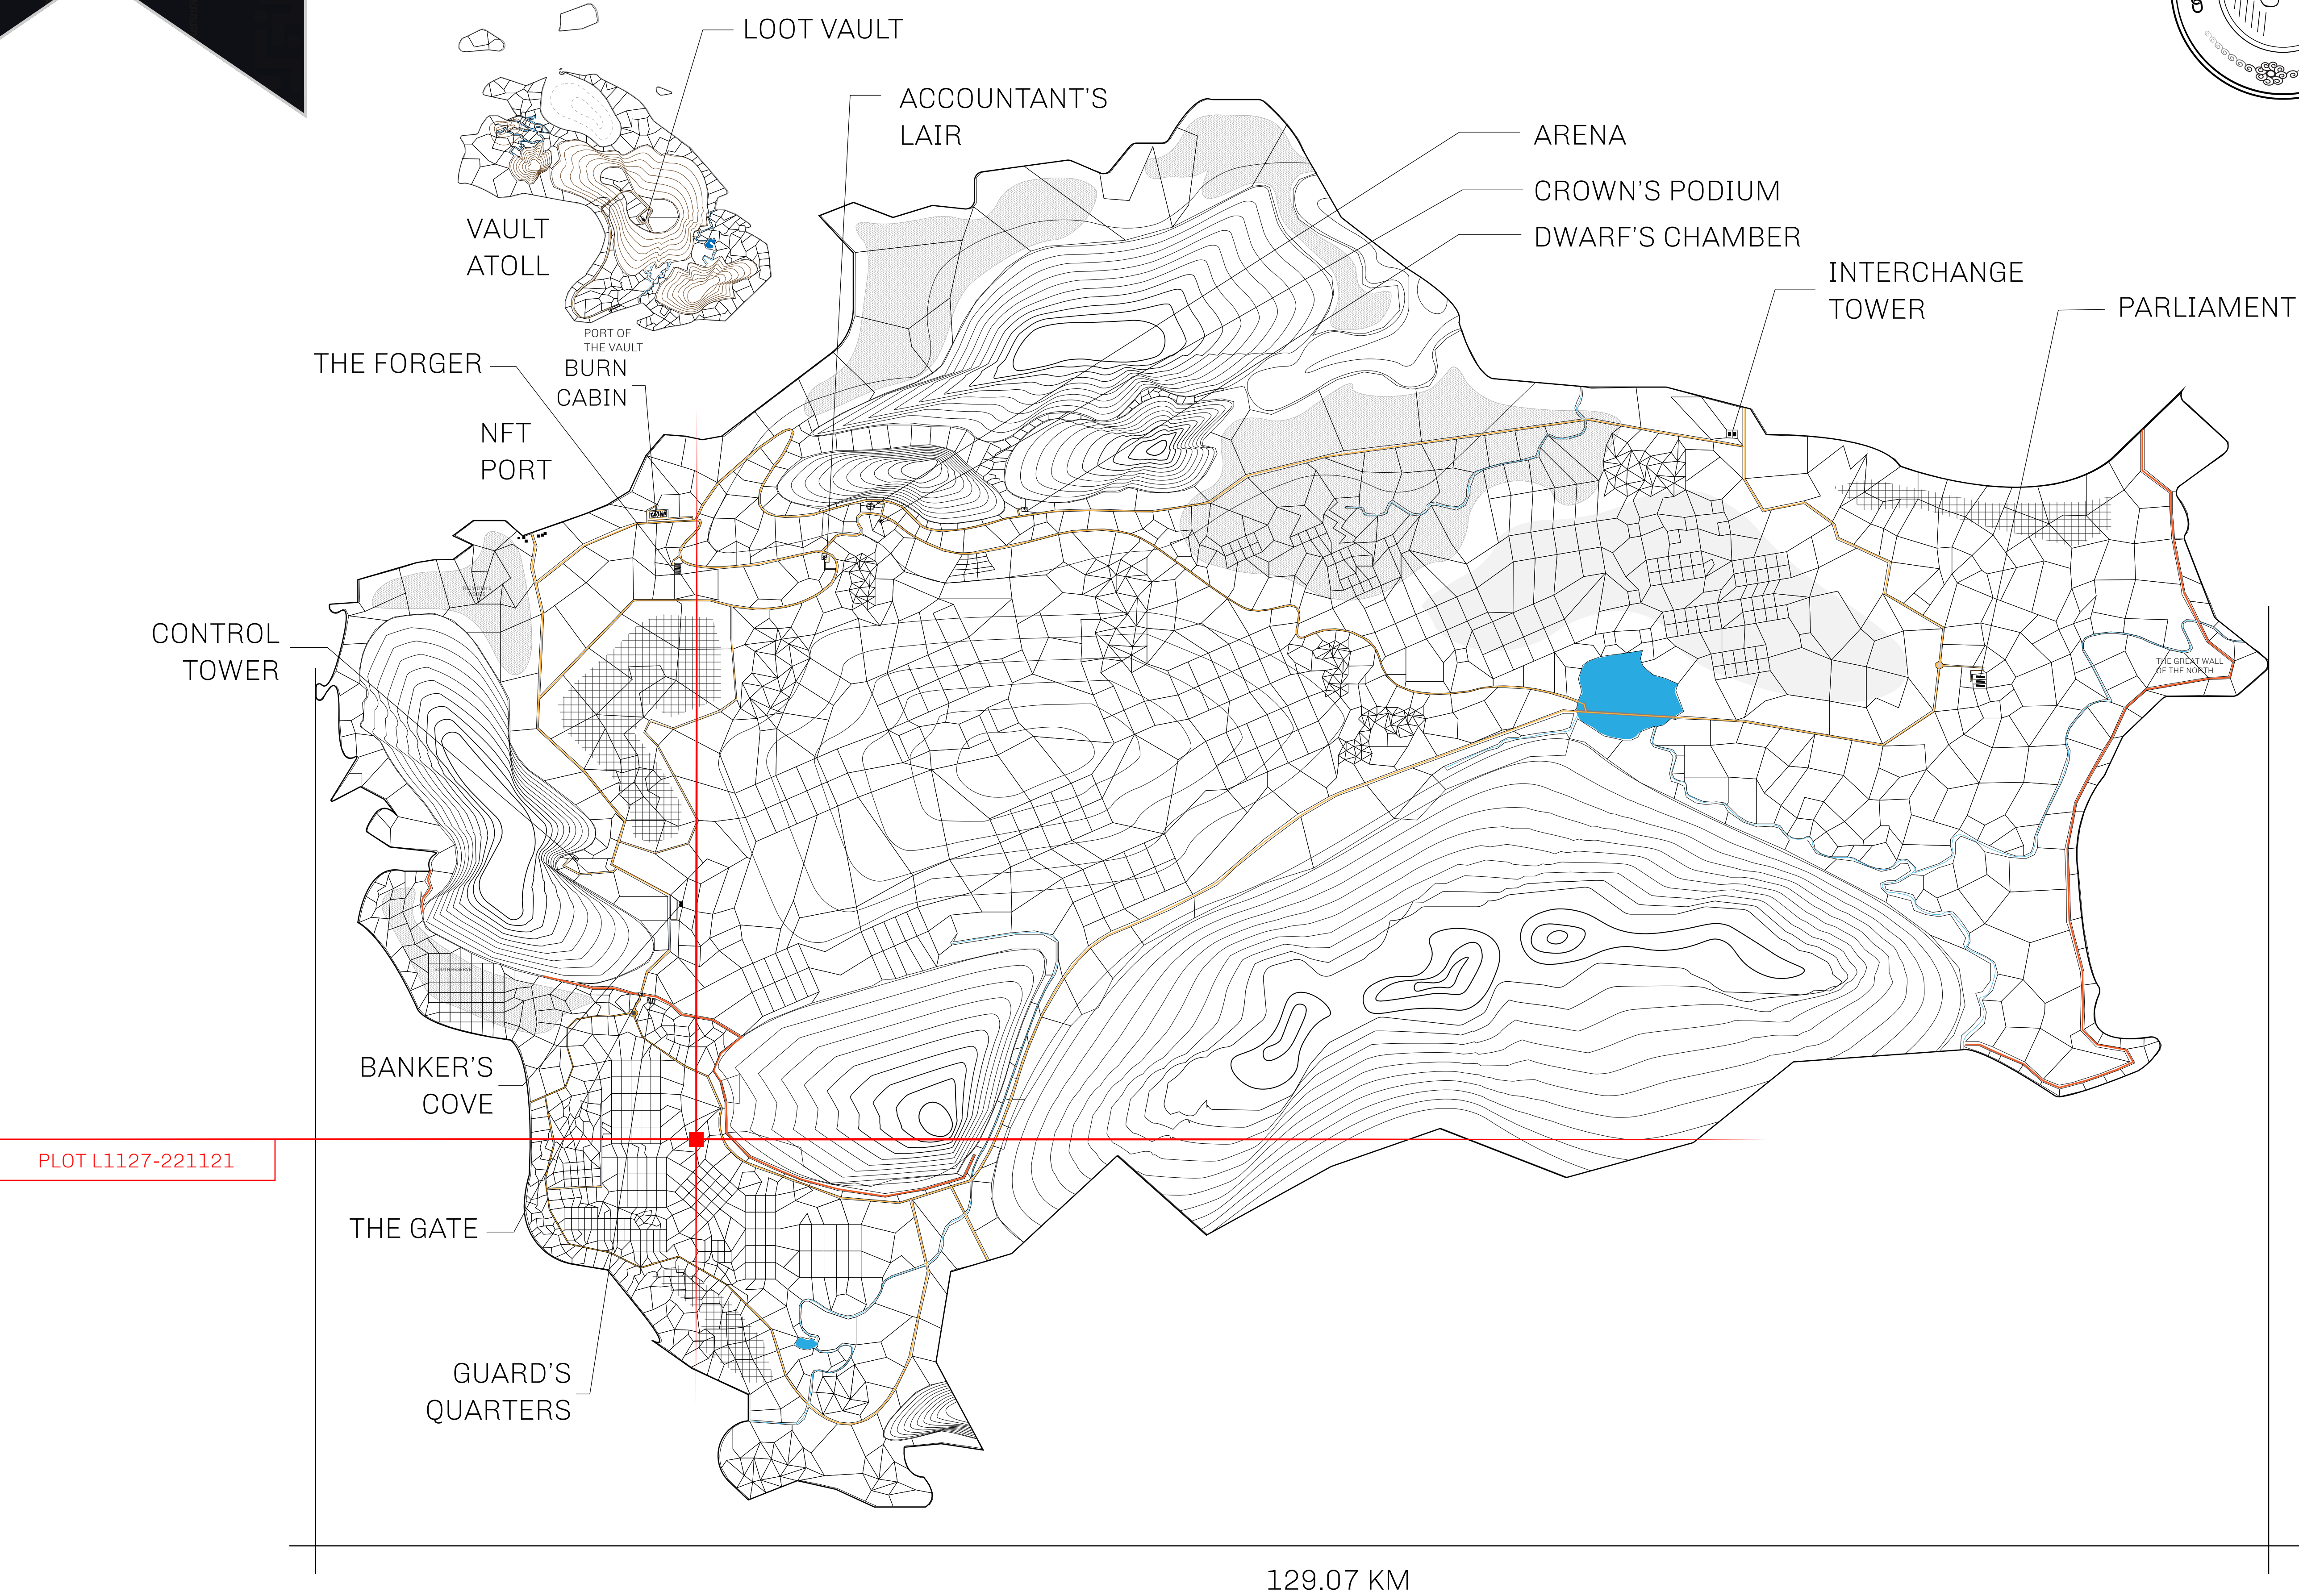 LOOT VAULT
ACCOUNTANT'S
LAIR
ARENA
CROWN'S PODIUM
DWARF'S CHAMBER
INTERCHANGE
TOWER
PARLIAMENT
VAULT
ATOLL
PORT OF
THE VAULT
BURN
CABIN
THE FORGER
NFT
PORT
CONTROL
TOWER
THE GREAT WALL
OF THE NORTH
SOUTH RESERVE
BANKER'S
COVE
PLOT L1127-221121
THE GATE
GUARD'S
QUARTERS
129.07 KM